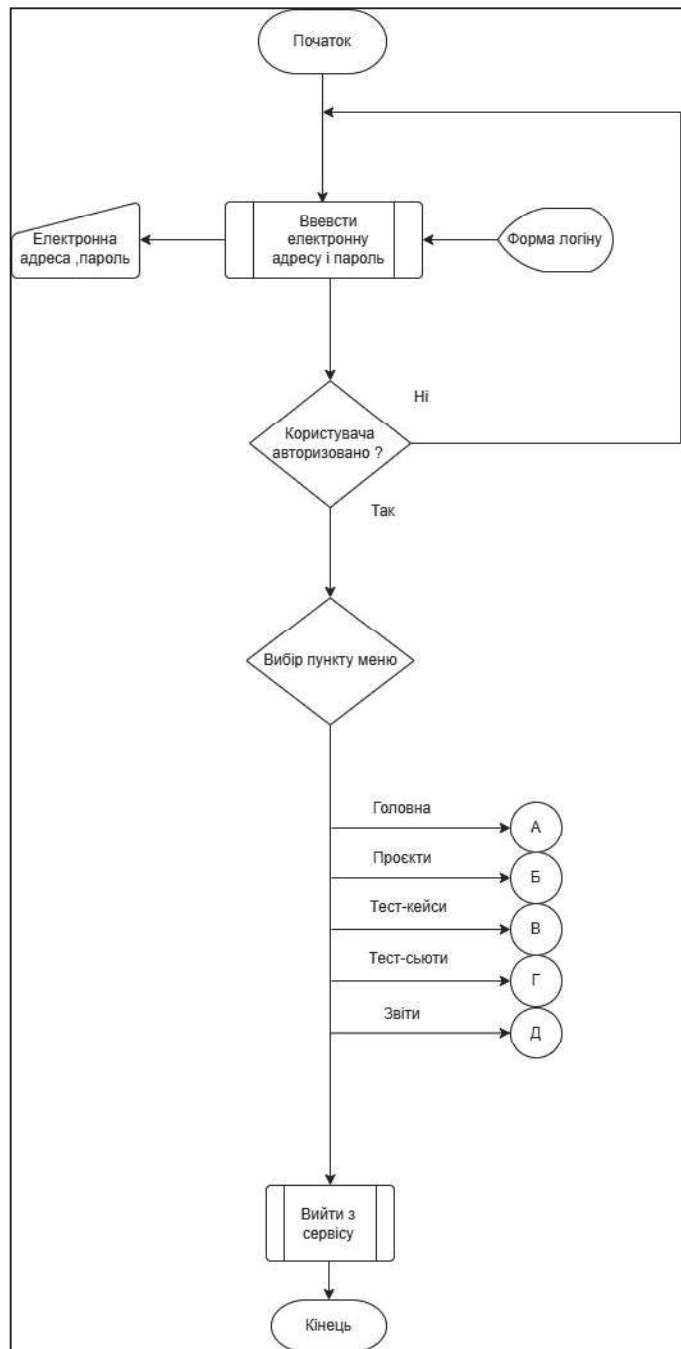 Початок
Ввевсти
електронну
адресу і пароль
Електронна
адреса ,пароль
Форма логіну
Ні
Користувача
авторизовано ?
Так
Вибір пункту меню
Головна
А
Проєкти
Б
Тест-кейси
В
Тест-сьюти
Г
Звіти
Д
Вийти з
сервісу
Кінець